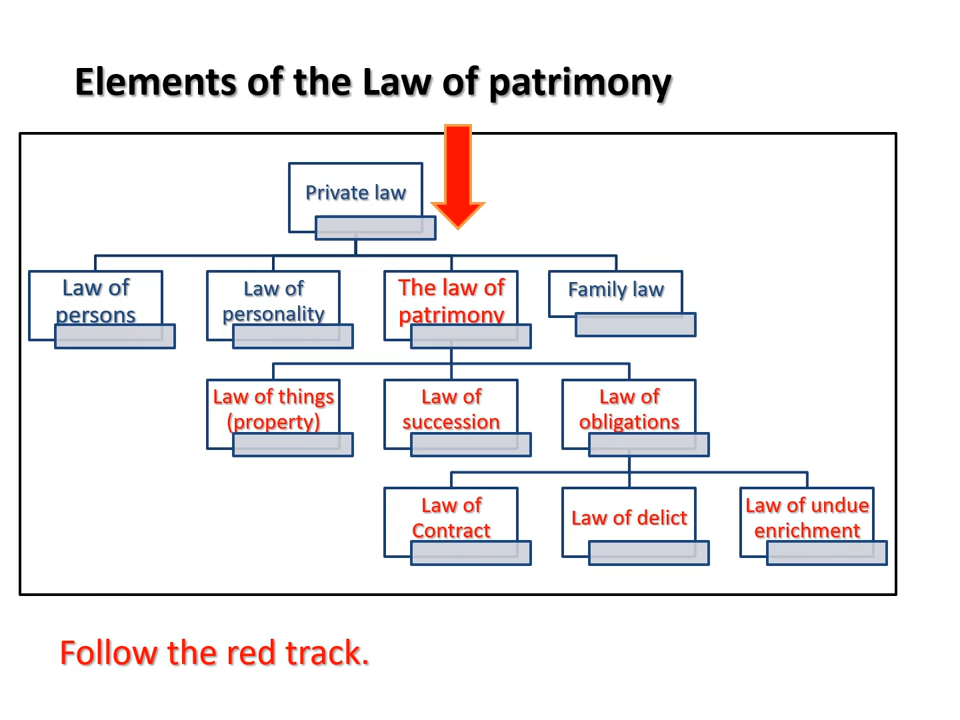 Elements of the Law of patrimony
Private law
Law of
persons
Law of
personality
The law of
patrimony
Family law
Law of things
(property)
Law of
succession
Law of
obligations
Law of
Contract
Law of delict
Law of undue
enrichment
Follow the red track.